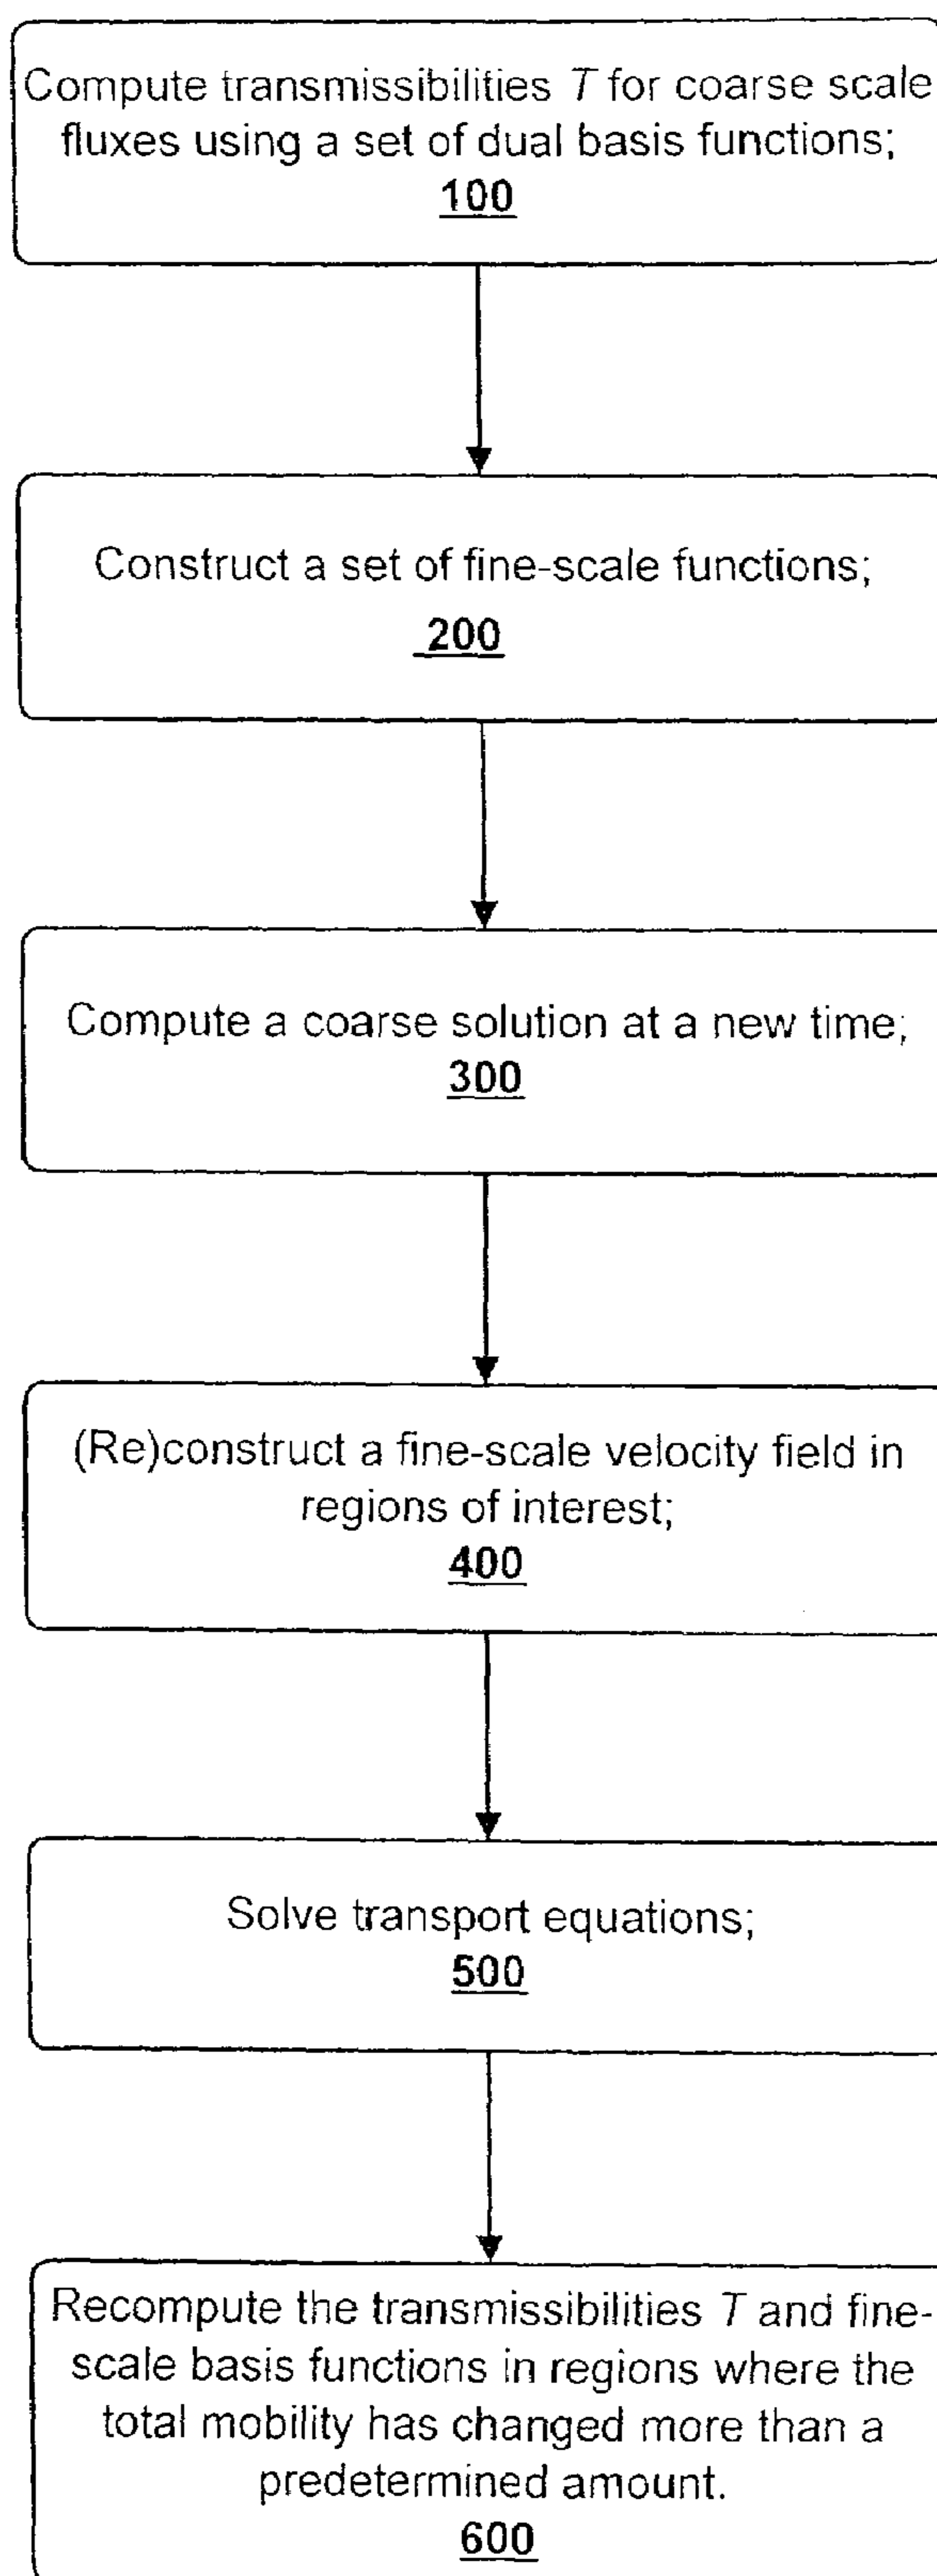 Compute transmissibilities T for coarse scale
fluxes using a set of dual basis functions;
100
Construct a set of fine-scale functions;
200
Compute a coarse solution at a new time;
300
(Re)construct a fine-scale velocity field in
regions of interest;
400
Solve transport equations;
500
Recompute the transmissibilities T and fine-
scale basis functions in regions where the
total mobility has changed more than a
predetermined amount.
600